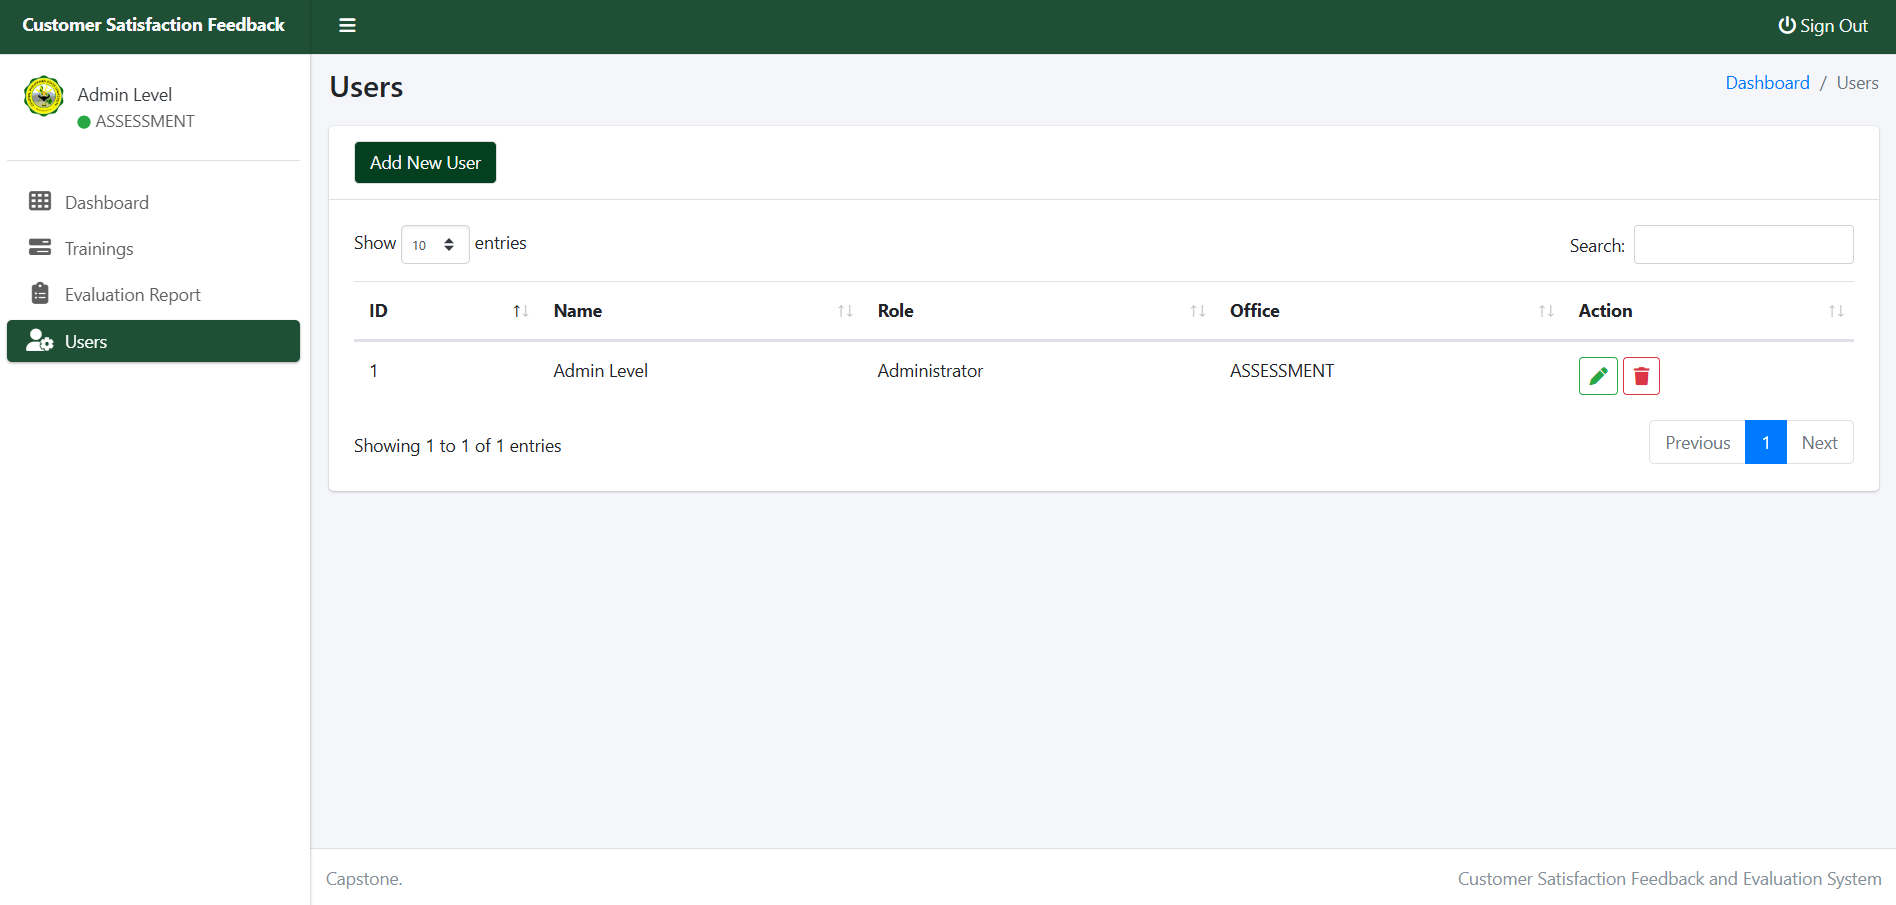 Customer Satisfaction Feedback
Sign Out
Admin Level
ASSESSMENT
Dashboard
Trainings
Evaluation Report
Users
Users
Dashboard / Users
Add New User
Show 10 entries
Search:
ID Name Role Office Action
1 Admin Level Administrator ASSESSMENT
Showing 1 to 1 of 1 entries
Previous 1 Next
Capstone.
Customer Satisfaction Feedback and Evaluation System